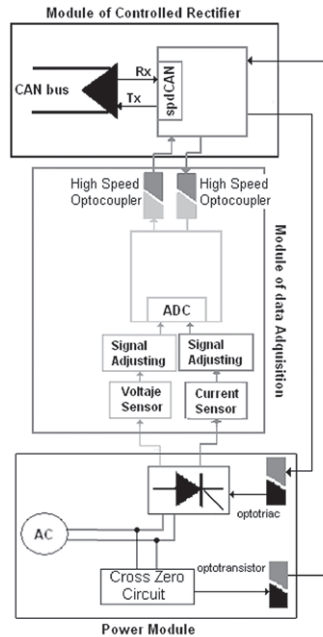 Module of Controlled Rectifier
CAN bus
Rx
Tx
spdCAN
High Speed
Optocoupler
High Speed
Optocoupler
Module of data Adquisition
ADC
Signal
Adjusting
Signal
Adjusting
Voltaje
Sensor
Current
Sensor
optotriac
AC
optotransistor
Cross Zero
Circuit
Power Module